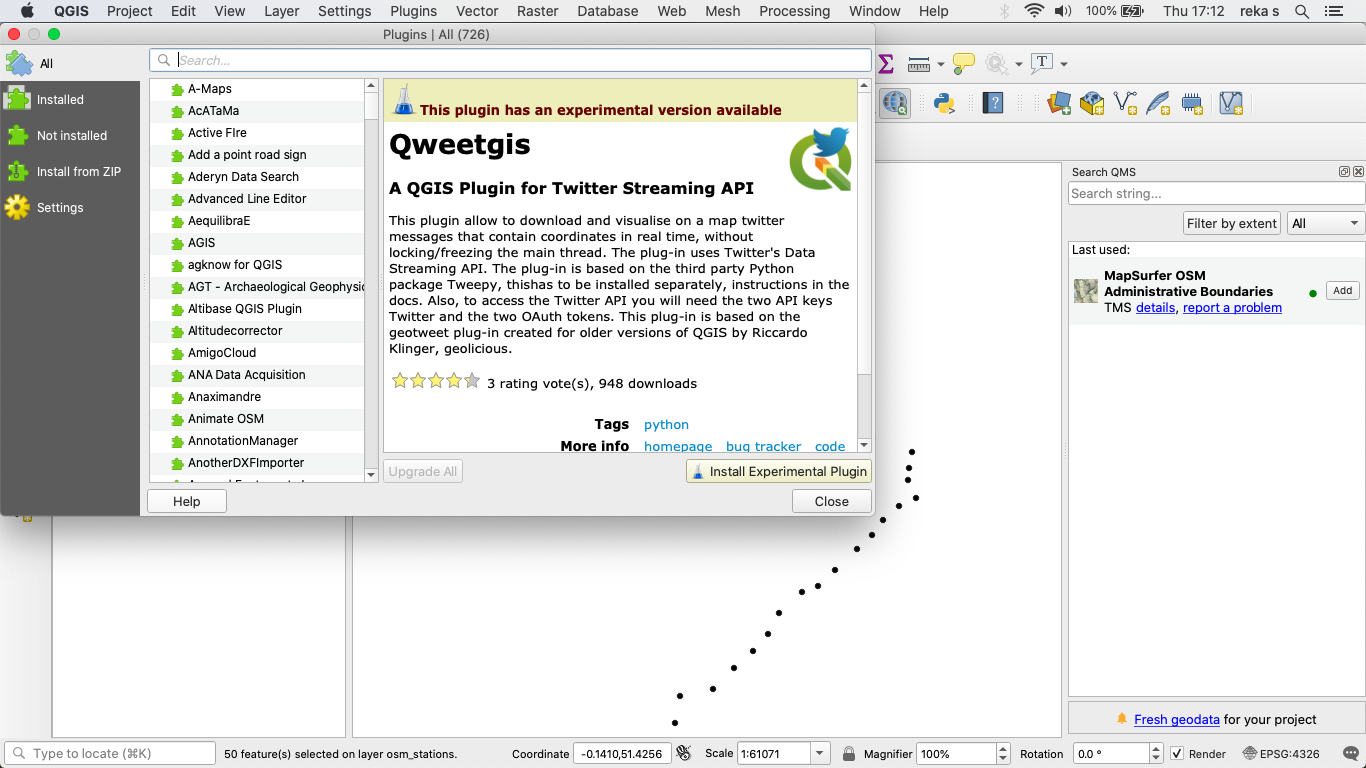 QGIS Project Edit View Layer Settings Plugins Vector Raster Database Web Mesh Processing Window Help 100% Thu 17:12 reka s
Plugins | All (726)
All
Installed
Not installed
Install from ZIP
Settings
Search...
A-Maps
AcATaMa
Active FIre
Add a point road sign
Aderyn Data Search
Advanced Line Editor
AequilibraE
AGIS
agknow for QGIS
AGT - Archaeological Geophysic
Altibase QGIS Plugin
Altitudecorrector
AmigoCloud
ANA Data Acquisition
Anaximandre
Animate OSM
AnnotationManager
AnotherDXFImporter
This plugin has an experimental version available
Qweetgis
A QGIS Plugin for Twitter Streaming API
This plugin allow to download and visualise on a map twitter
messages that contain coordinates in real time, without
locking/freezing the main thread. The plug-in uses Twitter's Data
Streaming API. The plug-in is based on the third party Python
package Tweepy, thishas to be installed separately, instructions in the
docs. Also, to access the Twitter API you will need the two API keys
Twitter and the two OAuth tokens. This plug-in is based on the
geotweet plug-in created for older versions of QGIS by Riccardo
Klinger, geolicious.
3 rating vote(s), 948 downloads
Tags python
More info homepage bug tracker code
Upgrade All
Install Experimental Plugin
Help
Close
Search QMS
Search string...
Filter by extent
All
Last used:
MapSurfer OSM
Administrative Boundaries
TMS details, report a problem
Add
Fresh geodata for your project
Type to locate (⌘K)
50 feature(s) selected on layer osm_stations.
Coordinate -0.1410,51.4256
Scale 1:61071
Magnifier 100%
Rotation 0.0 °
Render
EPSG:4326